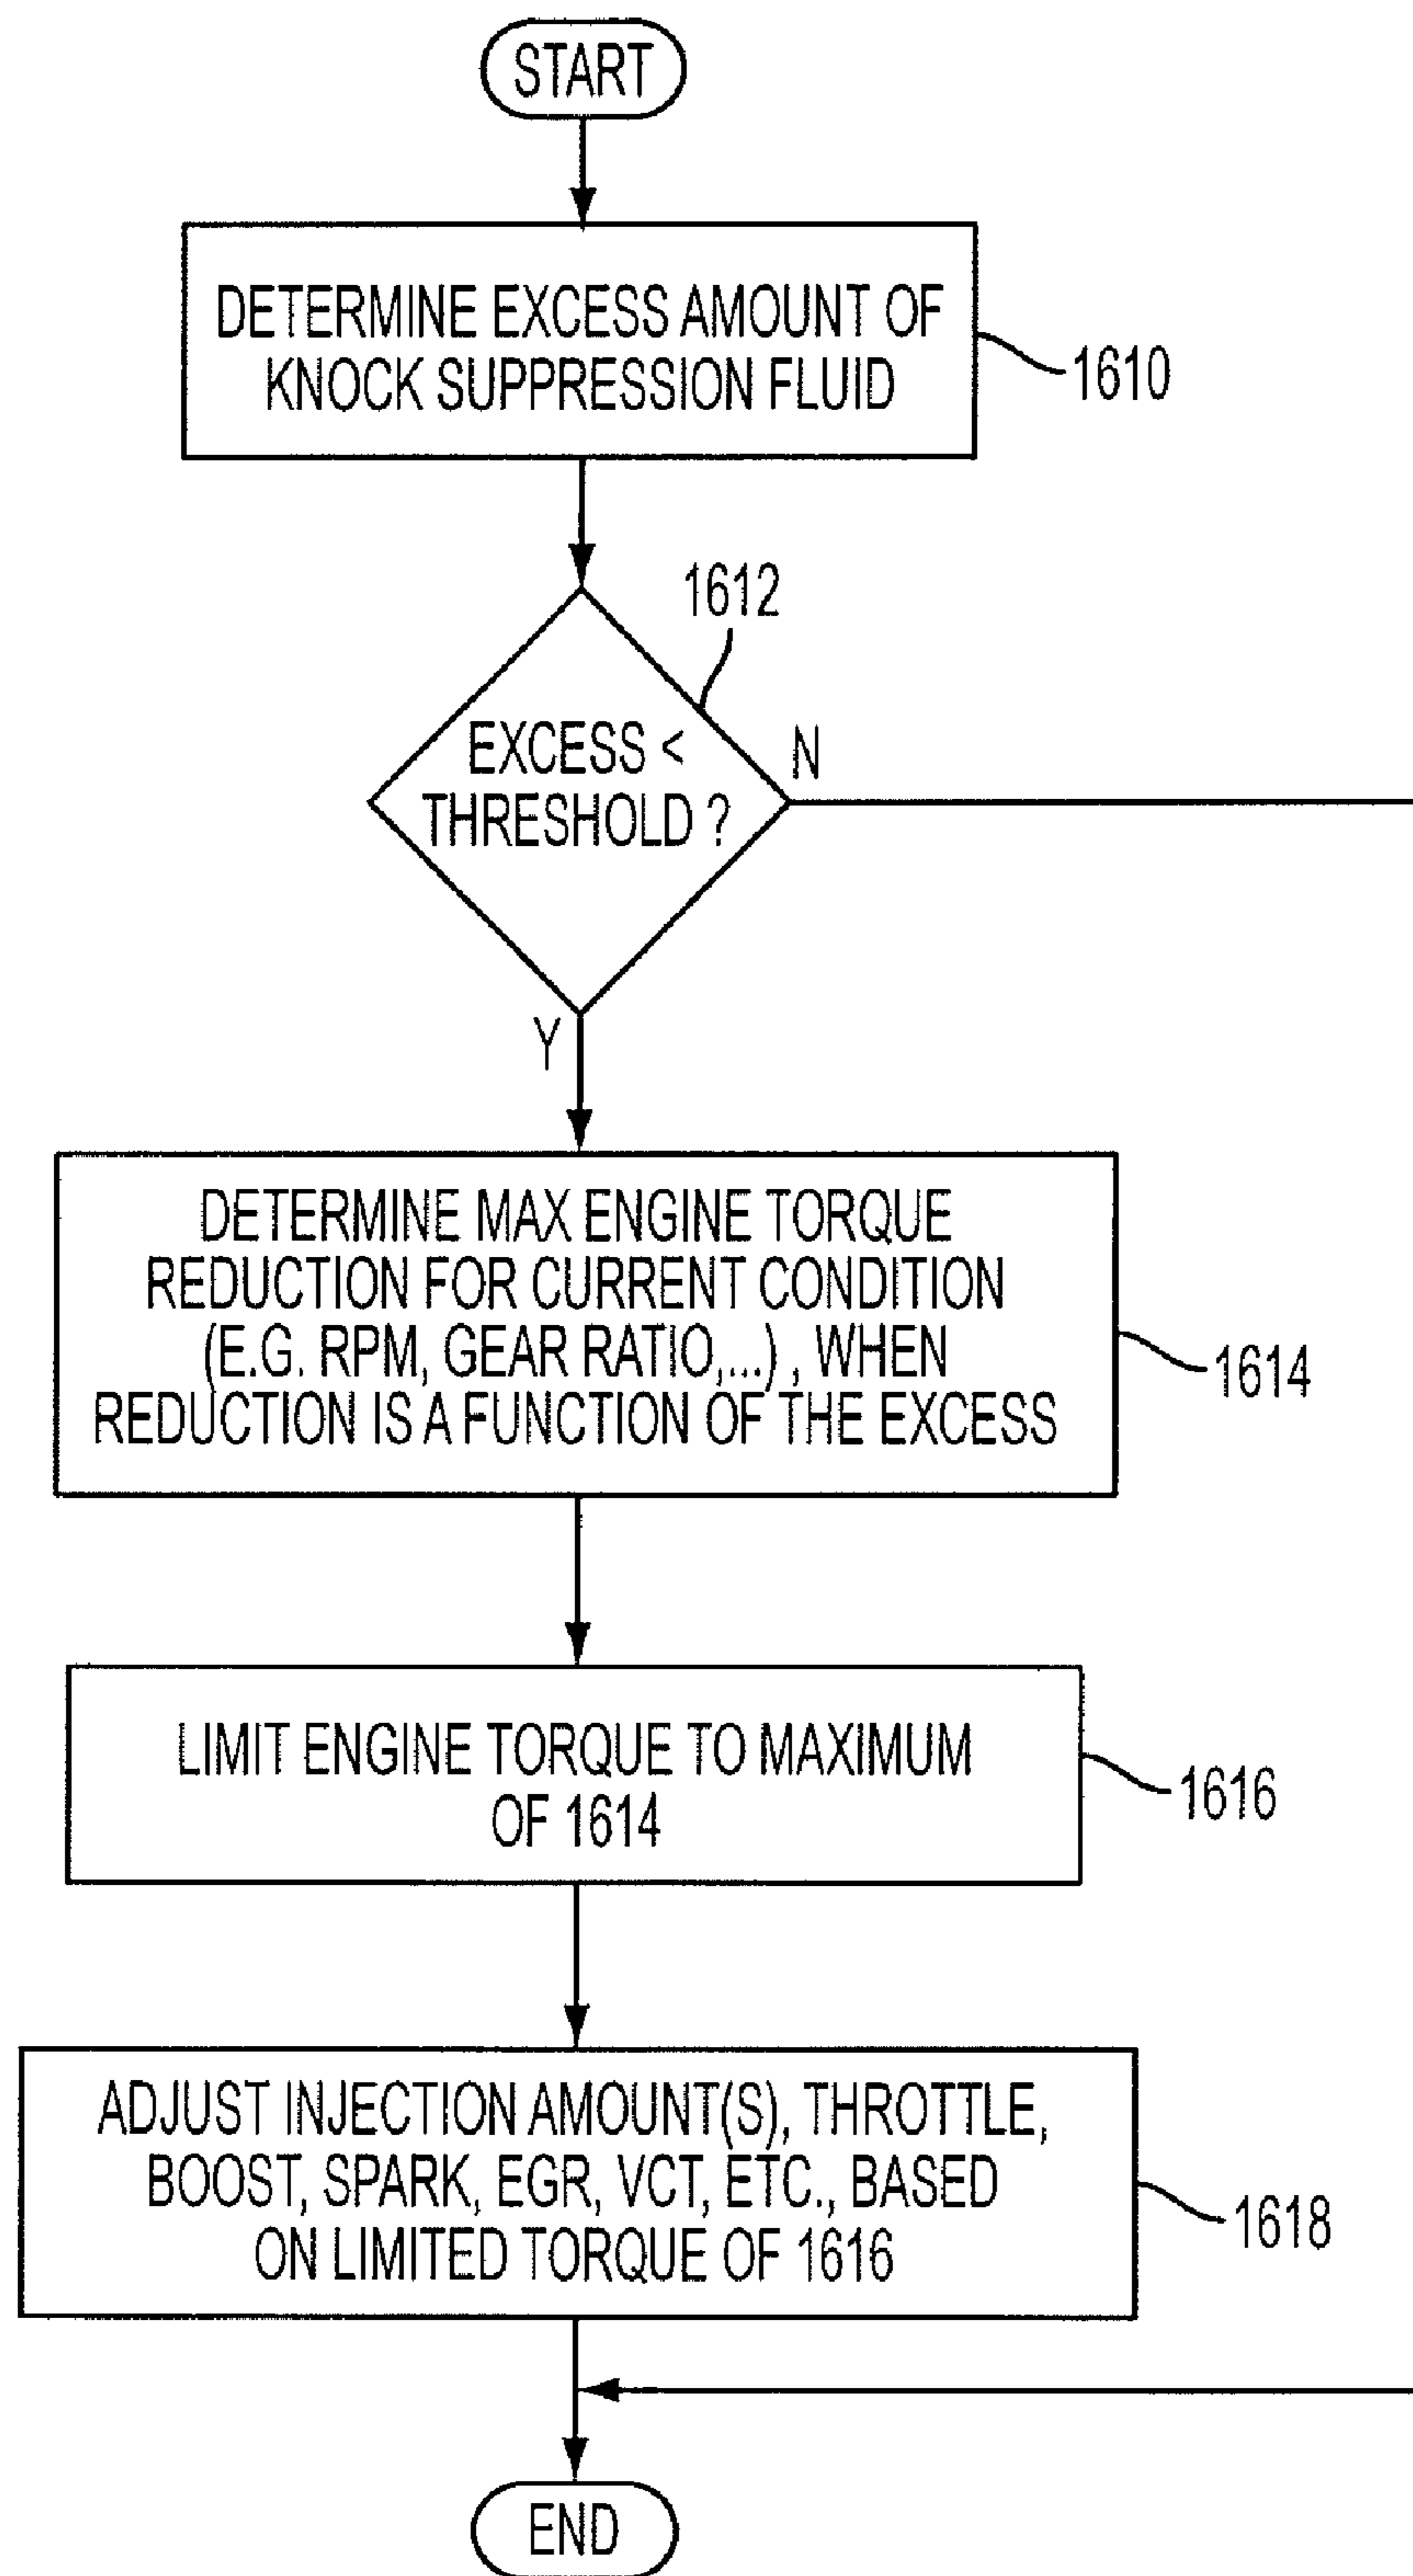 START
DETERMINE EXCESS AMOUNT OF
KNOCK SUPPRESSION FLUID
1610
1612
EXCESS <
THRESHOLD ?
N
Y
DETERMINE MAX ENGINE TORQUE
REDUCTION FOR CURRENT CONDITION
(E.G. RPM, GEAR RATIO,...) , WHEN
REDUCTION IS A FUNCTION OF THE EXCESS
1614
LIMIT ENGINE TORQUE TO MAXIMUM
OF 1614
1616
ADJUST INJECTION AMOUNT(S), THROTTLE,
BOOST, SPARK, EGR, VCT, ETC., BASED
ON LIMITED TORQUE OF 1616
1618
END